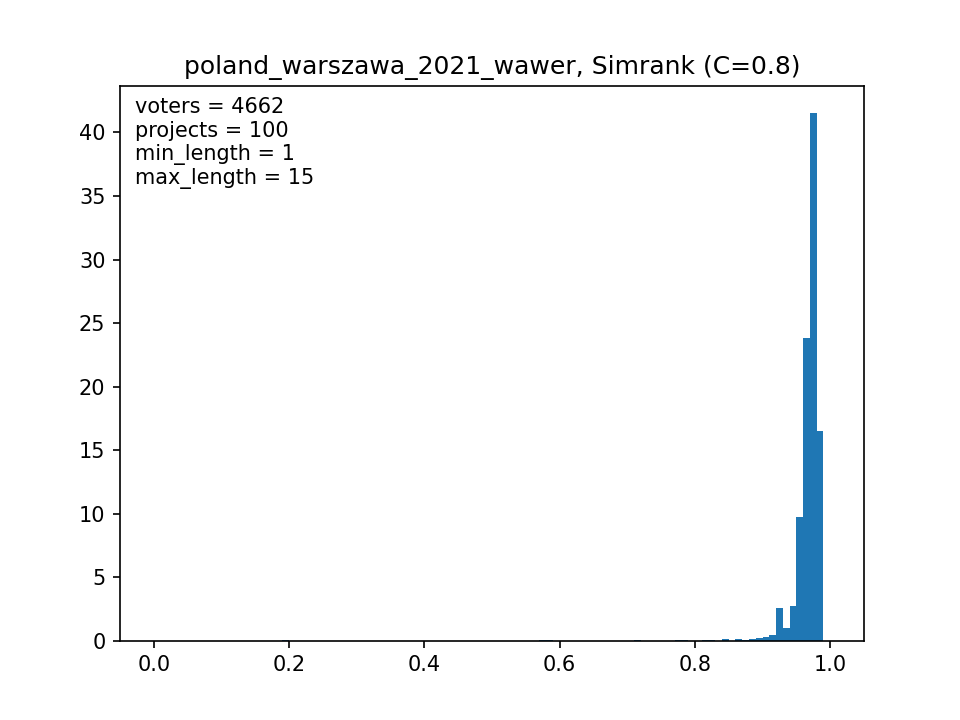 poland_warszawa_2021_wawer, Simrank (C=0.8)
voters = 4662
projects = 100
min_length = 1
max_length = 15
40
35
30
25
20
15
10
5
0
0.0 0.2 0.4 0.6 0.8 1.0